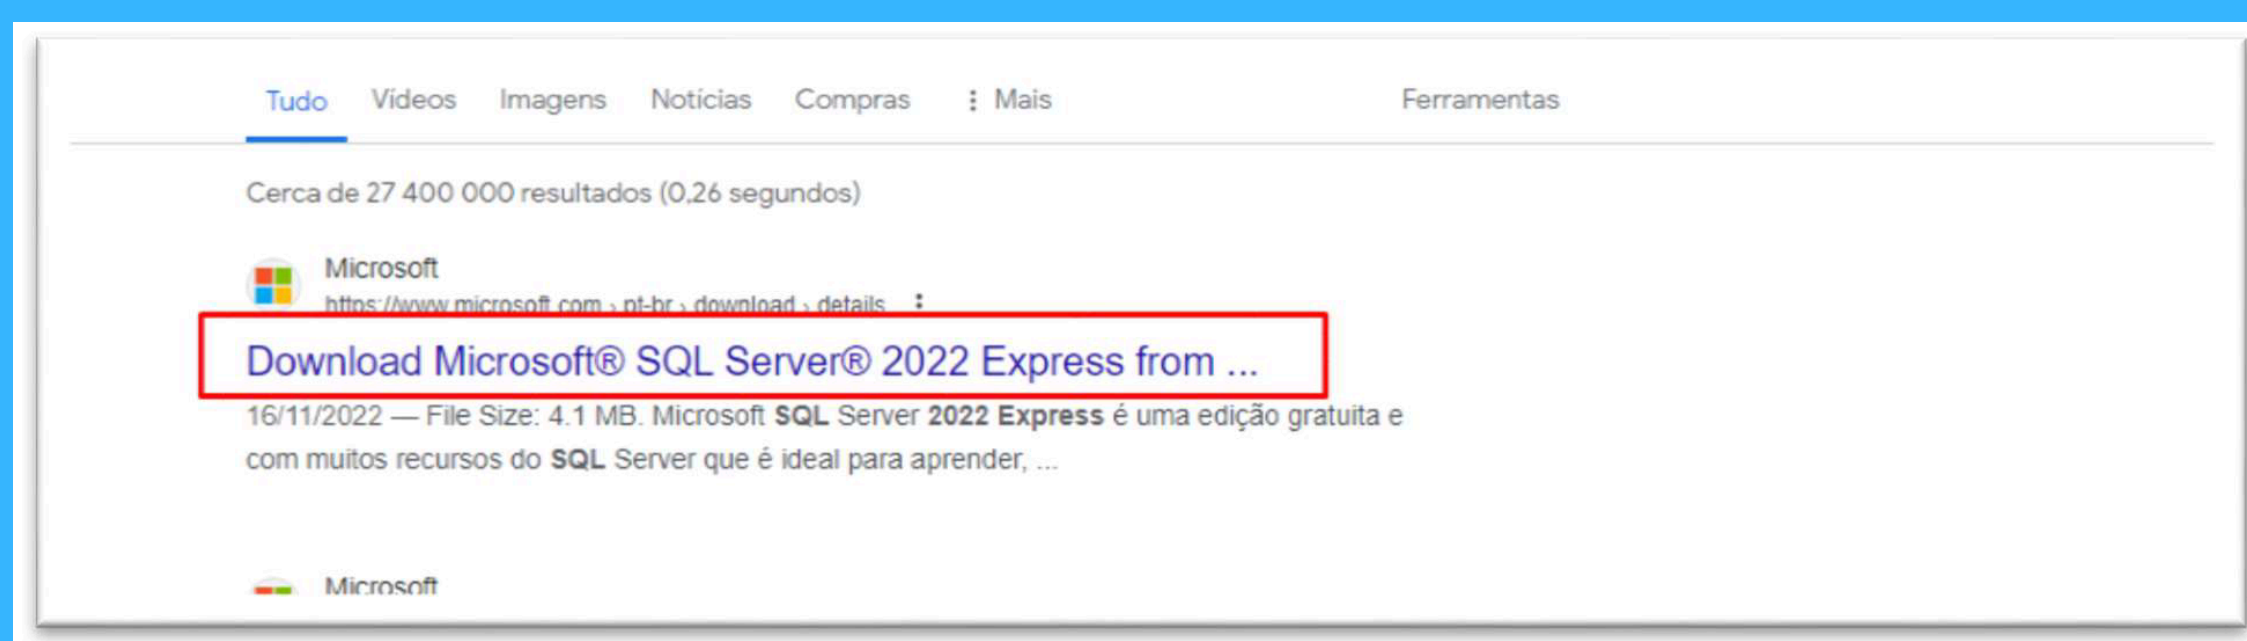 Tudo Vídeos Imagens Notícias Compras ⋮ Mais Ferramentas
Cerca de 27 400 000 resultados (0,26 segundos)
Microsoft
https://www.microsoft.com › pt-br › download › details ⋮
Download Microsoft® SQL Server® 2022 Express from ...
16/11/2022 — File Size: 4.1 MB. Microsoft SQL Server 2022 Express é uma edição gratuita e
com muitos recursos do SQL Server que é ideal para aprender, ...
Microsoft